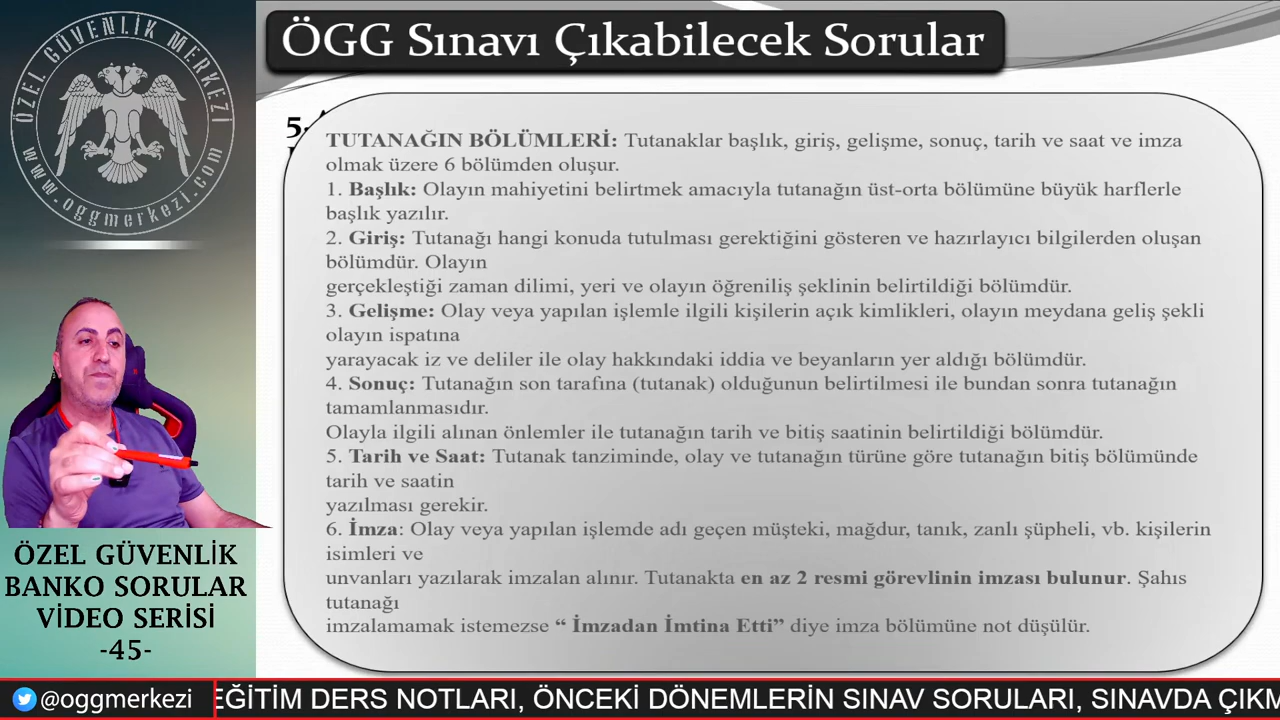 ÖGG Sınavı Çıkabilecek Sorular
ÖZEL GÜVENLİK MERKEZİ
www.oggmerkezi.com
5-
TUTANAĞIN BÖLÜMLERİ: Tutanaklar başlık, giriş, gelişme, sonuç, tarih ve saat ve imza
olmak üzere 6 bölümden oluşur.
1. Başlık: Olayın mahiyetini belirtmek amacıyla tutanağın üst-orta bölümüne büyük harflerle
başlık yazılır.
2. Giriş: Tutanağı hangi konuda tutulması gerektiğini gösteren ve hazırlayıcı bilgilerden oluşan
bölümdür. Olayın
gerçekleştiği zaman dilimi, yeri ve olayın öğreniliş şeklinin belirtildiği bölümdür.
3. Gelişme: Olay veya yapılan işlemle ilgili kişilerin açık kimlikleri, olayın meydana geliş şekli
olayın ispatına
yarayacak iz ve deliler ile olay hakkındaki iddia ve beyanların yer aldığı bölümdür.
4. Sonuç: Tutanağın son tarafına (tutanak) olduğunun belirtilmesi ile bundan sonra tutanağın
tamamlanmasıdır.
Olayla ilgili alınan önlemler ile tutanağın tarih ve bitiş saatinin belirtildiği bölümdür.
5. Tarih ve Saat: Tutanak tanziminde, olay ve tutanağın türüne göre tutanağın bitiş bölümünde
tarih ve saatin
yazılması gerekir.
6. İmza: Olay veya yapılan işlemde adı geçen müşteki, mağdur, tanık, zanlı şüpheli, vb. kişilerin
isimleri ve
unvanları yazılarak imzaları alınır. Tutanakta en az 2 resmi görevlinin imzası bulunur. Şahıs
tutanağı
imzalamamak istemezse “ İmzadan İmtina Etti” diye imza bölümüne not düşülür.
ÖZEL GÜVENLİK
BANKO SORULAR
VİDEO SERİSİ
-45-
@oggmerkezi
EĞİTİM DERS NOTLARI, ÖNCEKİ DÖNEMLERİN SINAV SORULARI, SINAVDA ÇIKM